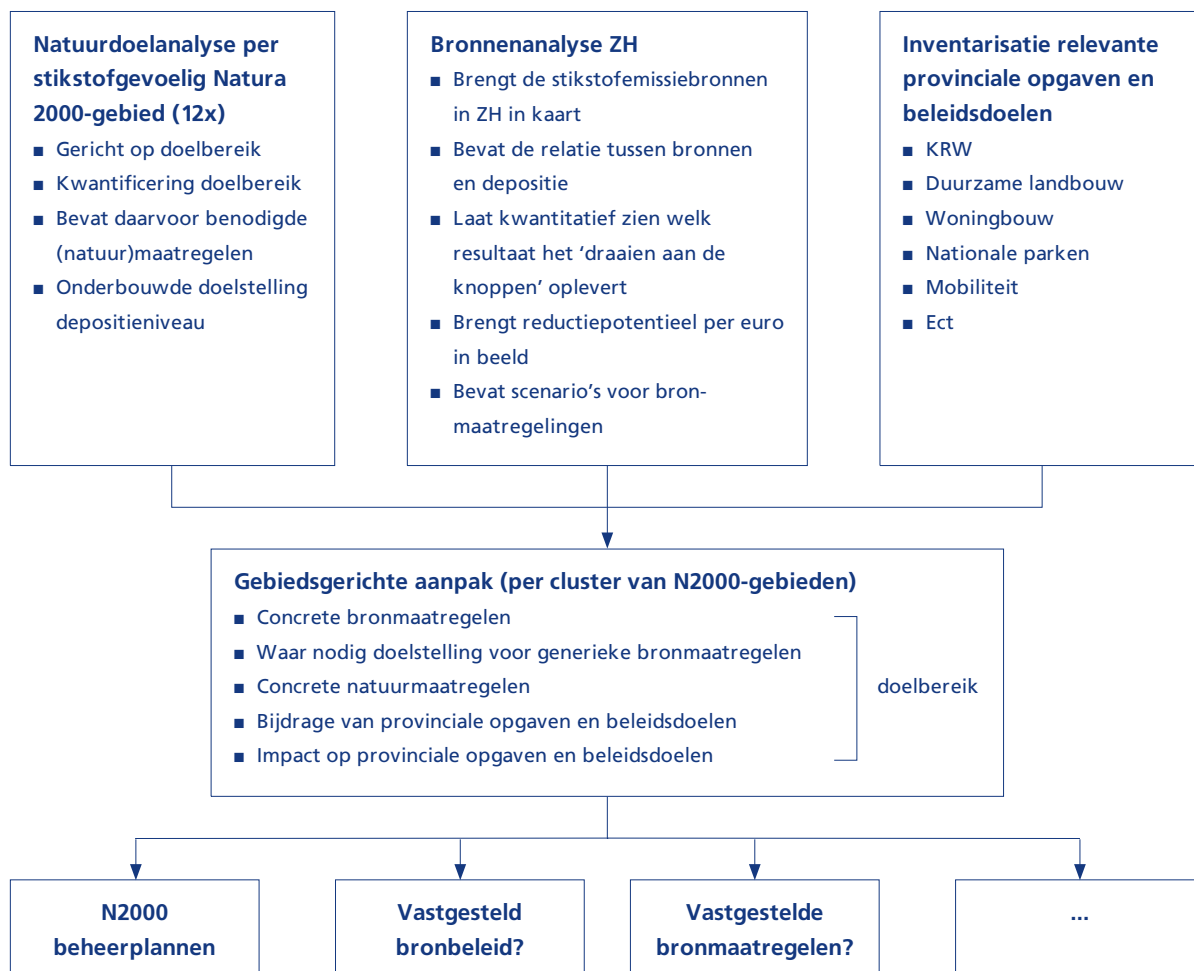 Natuurdoelanalyse per
stikstofgevoelig Natura
2000-gebied (12x)
■ Gericht op doelbereik
■ Kwantificering doelbereik
■ Bevat daarvoor benodigde
(natuur)maatregelen
■ Onderbouwde doelstelling
depositieniveau
Bronnenanalyse ZH
■ Brengt de stikstofemissiebronnen
in ZH in kaart
■ Bevat de relatie tussen bronnen
en depositie
■ Laat kwantitatief zien welk
resultaat het ‘draaien aan de
knoppen’ oplevert
■ Brengt reductiepotentieel per euro
in beeld
■ Bevat scenario’s voor bron-
maatregelingen
Inventarisatie relevante
provinciale opgaven en
beleidsdoelen
■ KRW
■ Duurzame landbouw
■ Woningbouw
■ Nationale parken
■ Mobiliteit
■ Ect
Gebiedsgerichte aanpak (per cluster van N2000-gebieden)
■ Concrete bronmaatregelen
■ Waar nodig doelstelling voor generieke bronmaatregelen
■ Concrete natuurmaatregelen
■ Bijdrage van provinciale opgaven en beleidsdoelen
■ Impact op provinciale opgaven en beleidsdoelen
doelbereik
N2000
beheerplannen
Vastgesteld
bronbeleid?
Vastgestelde
bronmaatregelen?
...